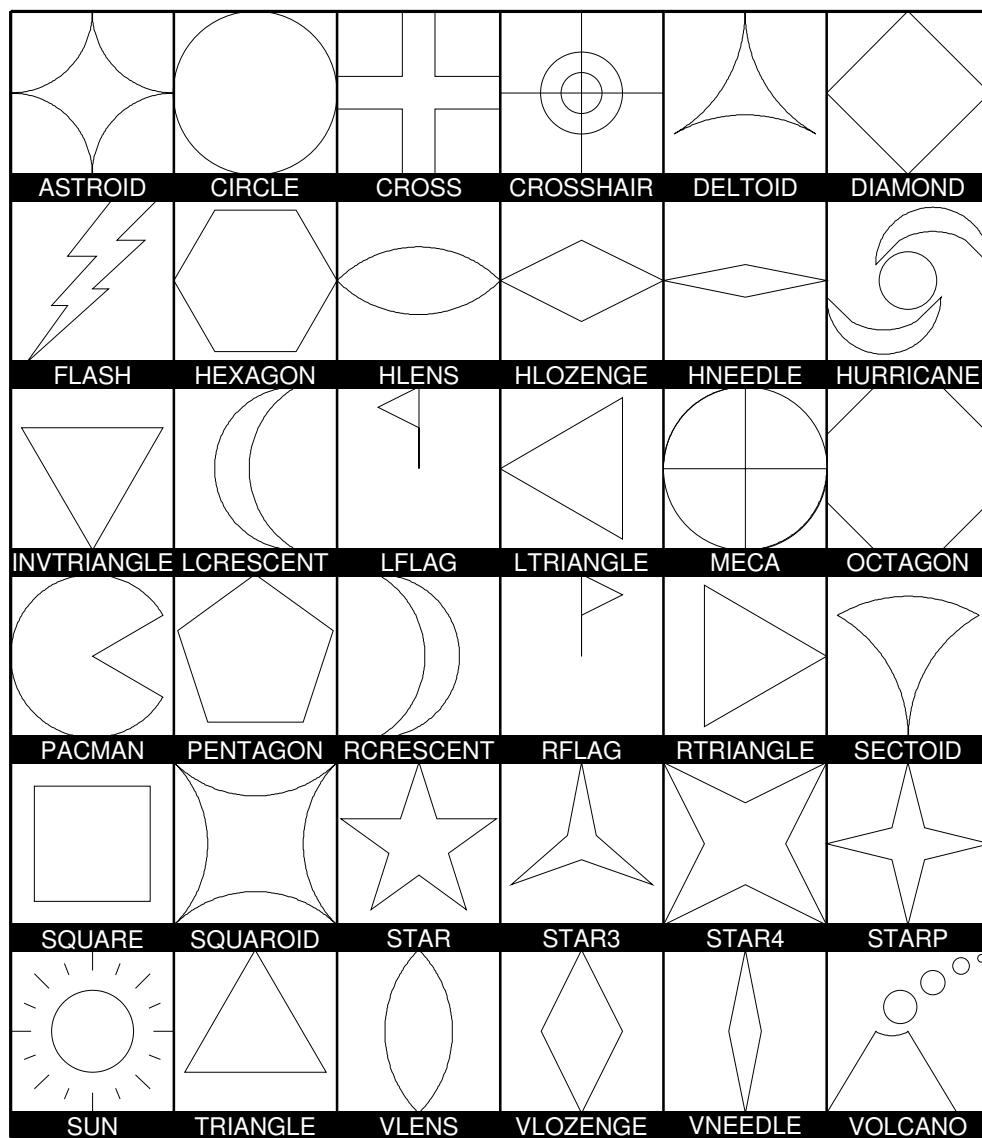 ASTROID CIRCLE CROSS CROSSHAIR DELTOID DIAMOND
FLASH HEXAGON HLENS HLOZENGE HNEEDLE HURRICANE
INVTRIANGLE LCRESCENT LFLAG LTRIANGLE MECA OCTAGON
PACMAN PENTAGON RCRESCENT RFLAG RTRIANGLE SECTOID
SQUARE SQUAROID STAR STAR3 STAR4 STARP
SUN TRIANGLE VLENS VLOZENGE VNEEDLE VOLCANO